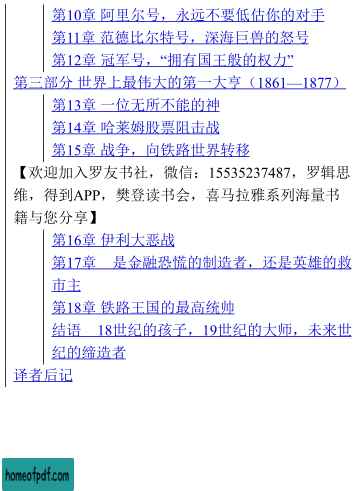 第10章 阿里尔号，永远不要低估你的对手
第11章 范德比尔特号，深海巨兽的怒号
第12章 冠军号，“拥有国王般的权力”
第三部分 世界上最伟大的第一大亨（1861—1877）
第13章 一位无所不能的神
第14章 哈莱姆股票阻击战
第15章 战争，向铁路世界转移
【欢迎加入罗友书社，微信：15535237487，罗辑思
维，得到APP，樊登读书会，喜马拉雅系列海量书
籍与您分享】
第16章 伊利大恶战
第17章 是金融恐慌的制造者，还是英雄的救
市主
第18章 铁路王国的最高统帅
结语 18世纪的孩子，19世纪的大师，未来世
纪的缔造者
译者后记
homeofpdf.com